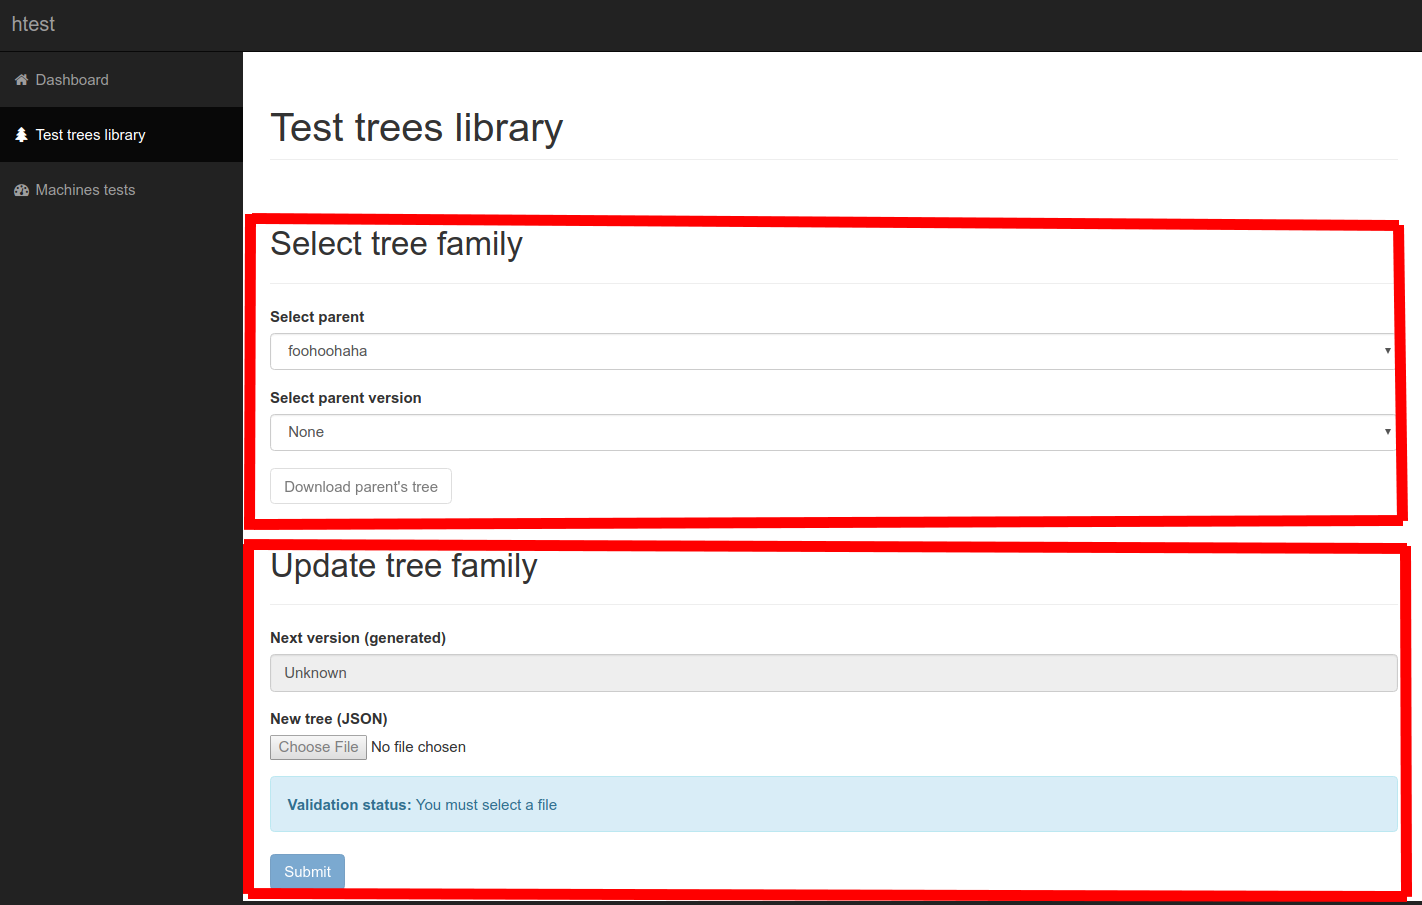 htest
Dashboard
Test trees library
Machines tests
Test trees library
Select tree family
Select parent
foohoohaha
Select parent version
None
Download parent's tree
Update tree family
Next version (generated)
Unknown
New tree (JSON)
Choose File No file chosen
Validation status: You must select a file
Submit